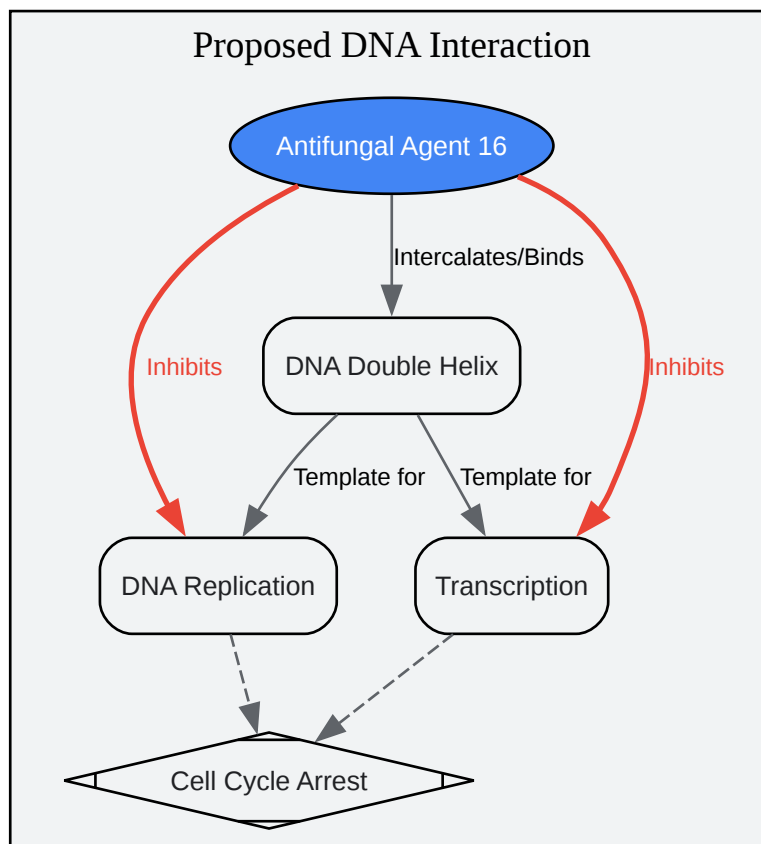 Proposed DNA Interaction
Antifungal Agent 16
Intercalates/Binds
Inhibits
DNA Double Helix
Inhibits
Template for
Template for
DNA Replication
Transcription
Cell Cycle Arrest